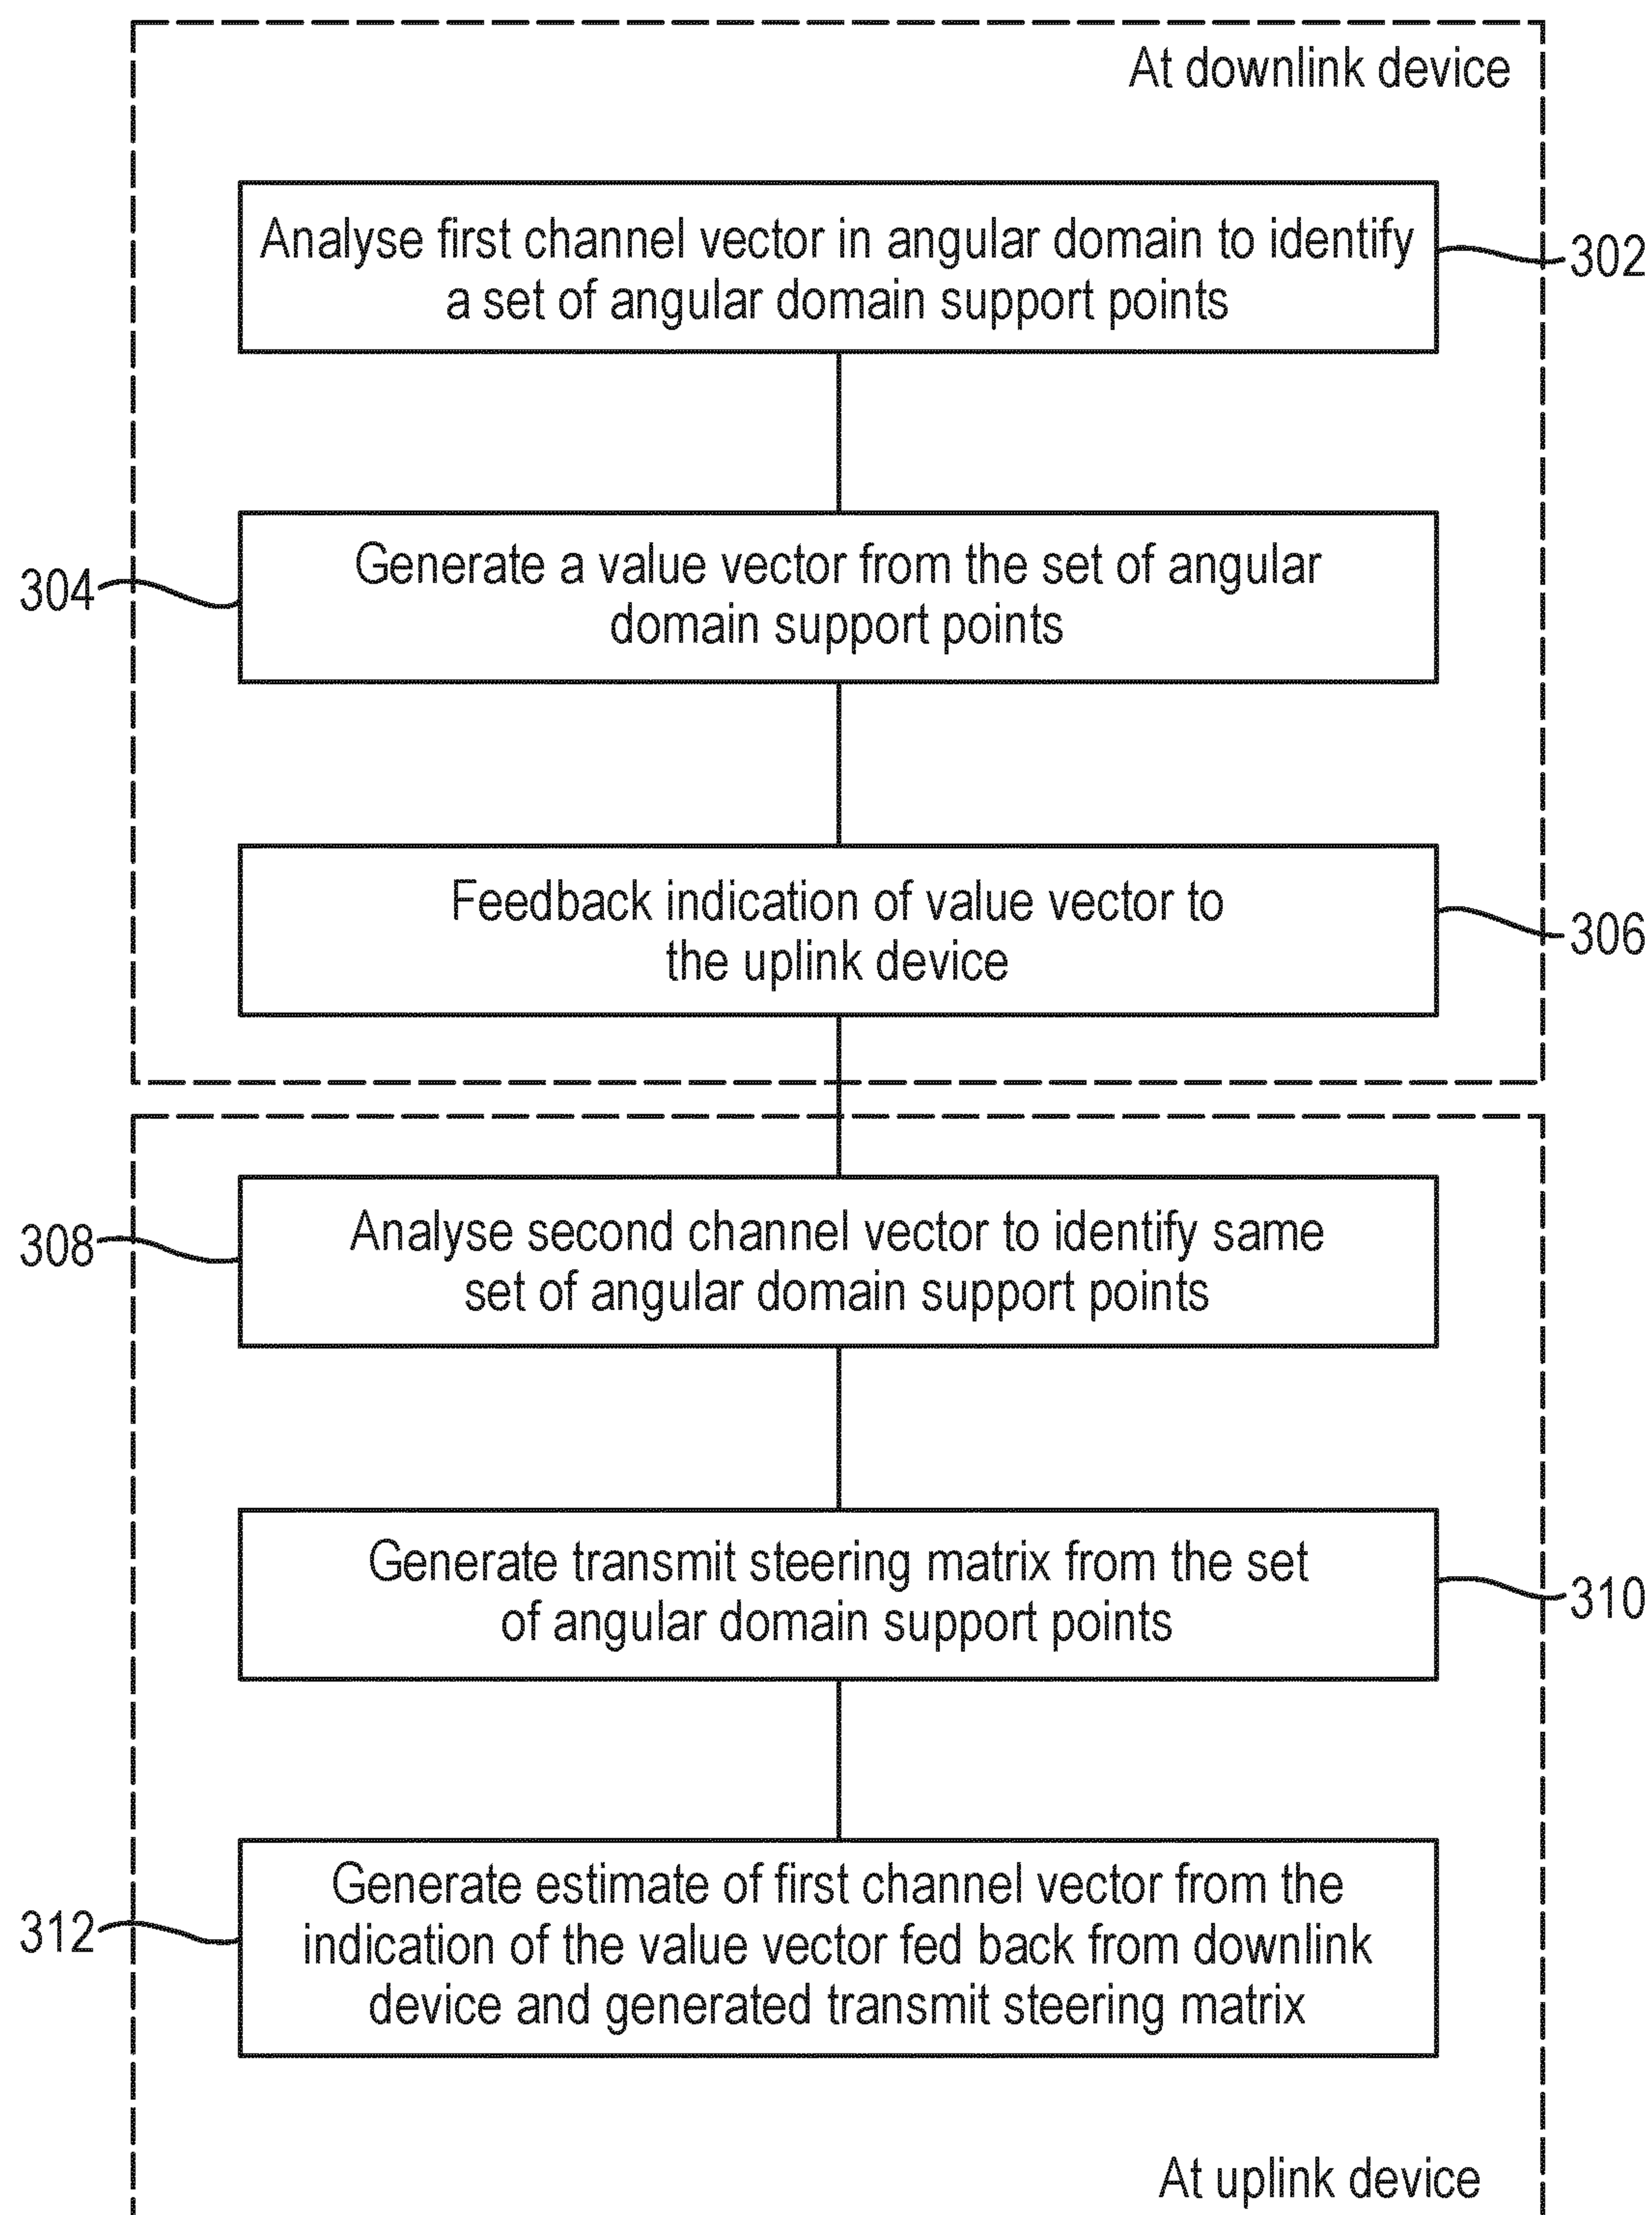 At downlink device
Analyse first channel vector in angular domain to identify
a set of angular domain support points
302
Generate a value vector from the set of angular
domain support points
304
Feedback indication of value vector to
the uplink device
306
Analyse second channel vector to identify same
set of angular domain support points
308
Generate transmit steering matrix from the set
of angular domain support points
310
Generate estimate of first channel vector from the
indication of the value vector fed back from downlink
device and generated transmit steering matrix
312
At uplink device